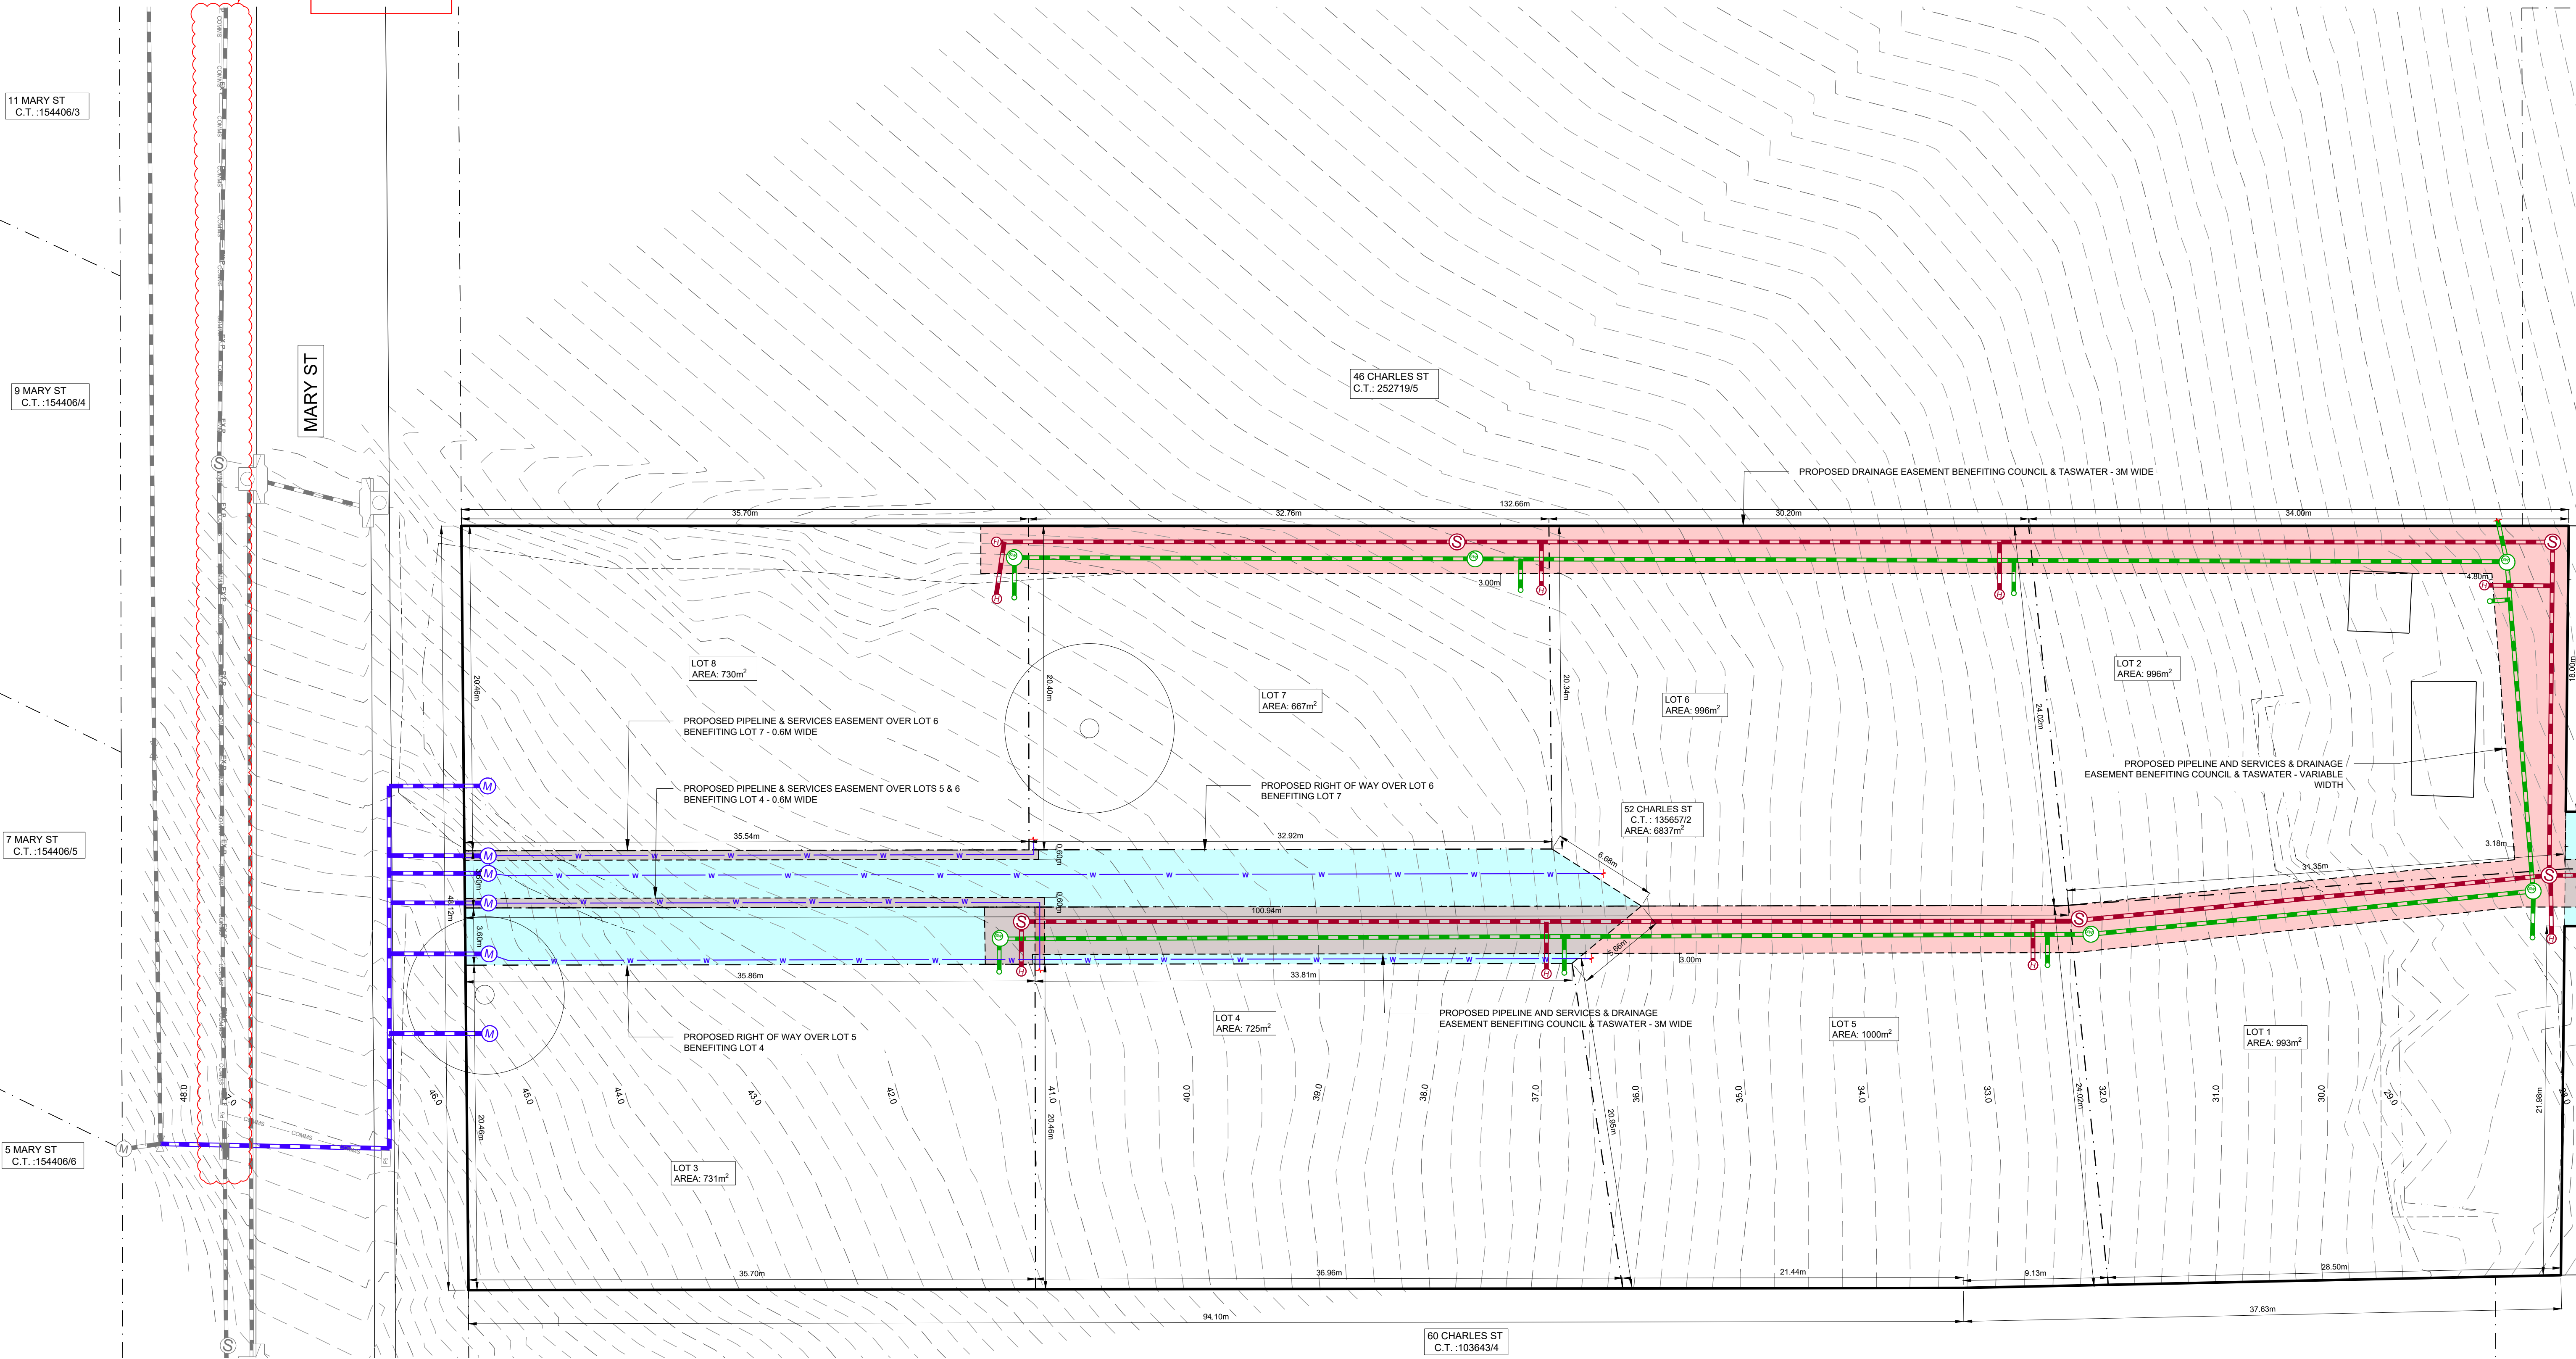 11 MARY ST
C.T. :154406/3
9 MARY ST
C.T. :154406/4
7 MARY ST
C.T. :154406/5
5 MARY ST
C.T. :154406/6
MARY ST
46 CHARLES ST
C.T.: 252719/5
PROPOSED DRAINAGE EASEMENT BENEFITING COUNCIL & TASWATER - 3M WIDE
132.66m
35.70m
32.76m
30.20m
34.00m
3.00m
4.80m
18.00m
20.46m
20.40m
20.34m
24.02m
LOT 8
AREA: 730m²
LOT 7
AREA: 667m²
LOT 6
AREA: 996m²
LOT 2
AREA: 996m²
PROPOSED PIPELINE & SERVICES EASEMENT OVER LOT 6
BENEFITING LOT 7 - 0.6M WIDE
PROPOSED PIPELINE & SERVICES EASEMENT OVER LOTS 5 & 6
BENEFITING LOT 4 - 0.6M WIDE
PROPOSED RIGHT OF WAY OVER LOT 6
BENEFITING LOT 7
PROPOSED PIPELINE AND SERVICES & DRAINAGE
EASEMENT BENEFITING COUNCIL & TASWATER - VARIABLE
WIDTH
52 CHARLES ST
C.T. : 135657/2
AREA: 6837m²
35.54m
32.92m
6.68m
3.18m
31.35m
0.60m
0.60m
100.94m
3.60m
5.66m
3.00m
35.86m
33.81m
PROPOSED RIGHT OF WAY OVER LOT 5
BENEFITING LOT 4
PROPOSED PIPELINE AND SERVICES & DRAINAGE
EASEMENT BENEFITING COUNCIL & TASWATER - 3M WIDE
LOT 4
AREA: 725m²
LOT 5
AREA: 1000m²
LOT 1
AREA: 993m²
LOT 3
AREA: 731m²
48.0
46.0
45.0
44.0
43.0
42.0
41.0
40.0
39.0
38.0
37.0
36.0
35.0
34.0
33.0
32.0
31.0
30.0
29.0
28.0
20.46m
20.46m
20.95m
24.02m
21.98m
35.70m
36.96m
21.44m
9.13m
28.50m
94.10m
37.63m
60 CHARLES ST
C.T. :103643/4